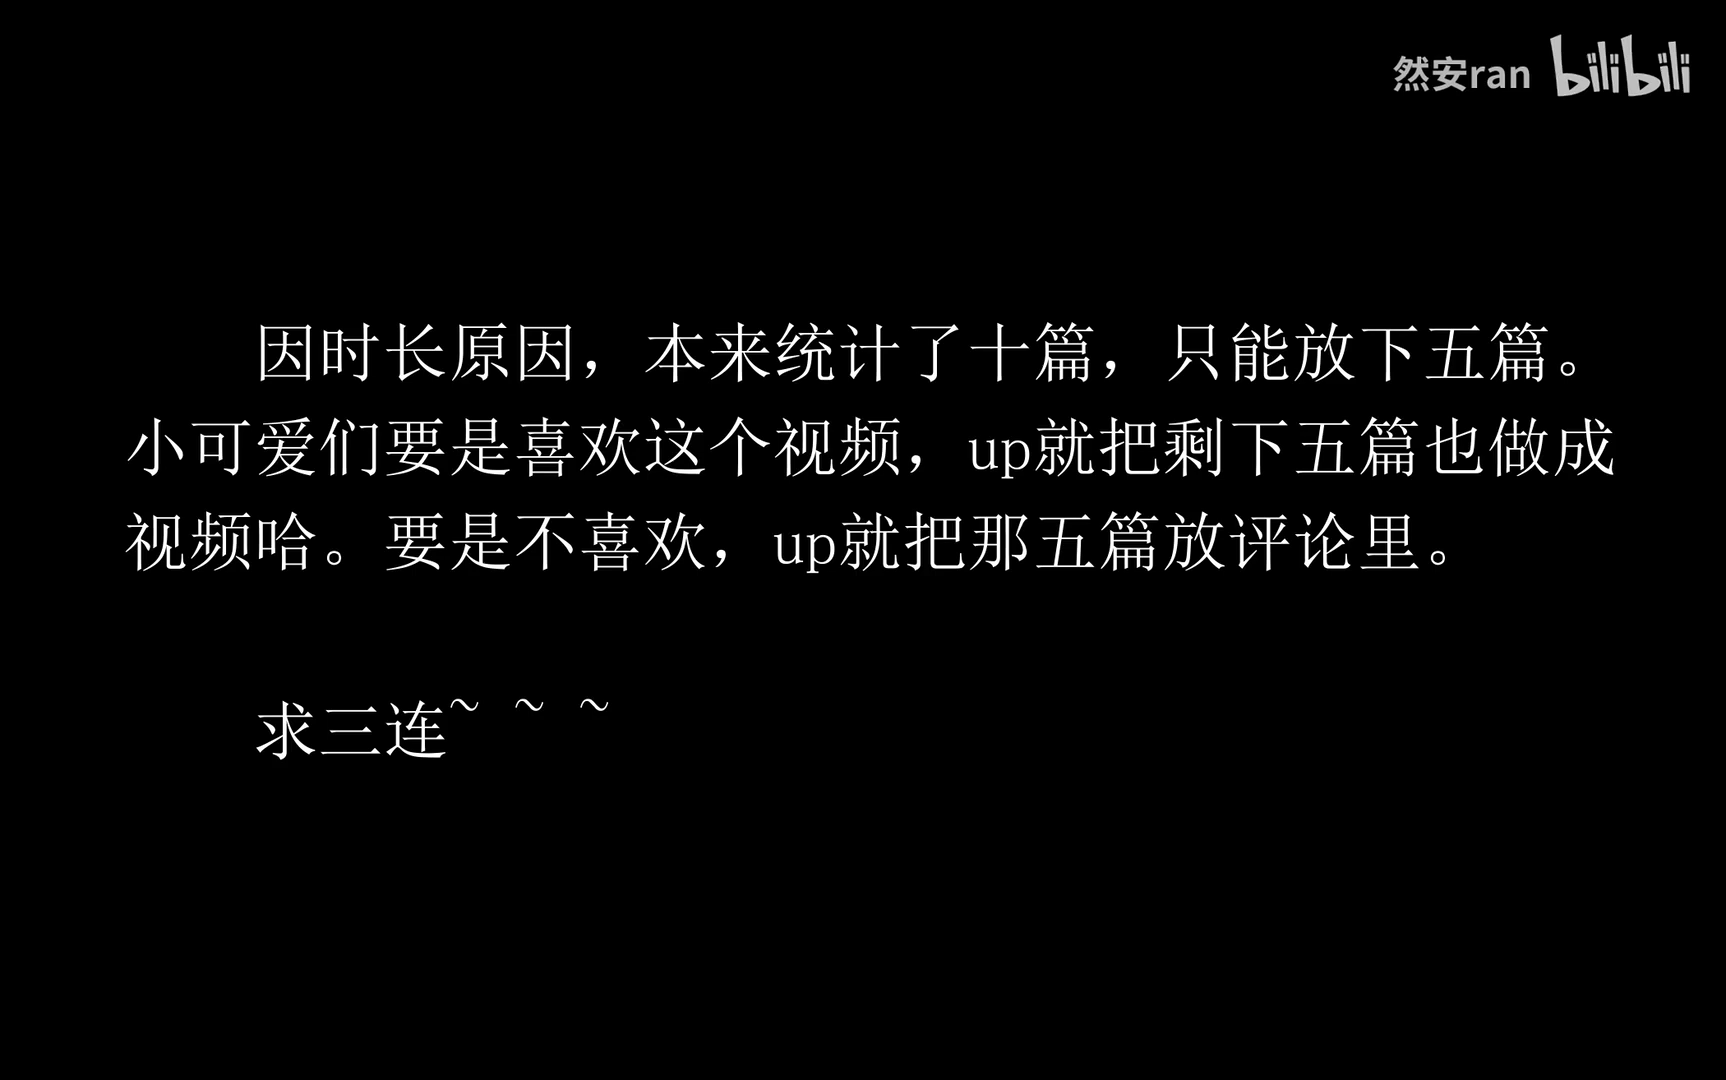 然安ran bilibili
因时长原因，本来统计了十篇，只能放下五篇。
小可爱们要是喜欢这个视频，up就把剩下五篇也做成
视频哈。要是不喜欢，up就把那五篇放评论里。
求三连~ ~ ~